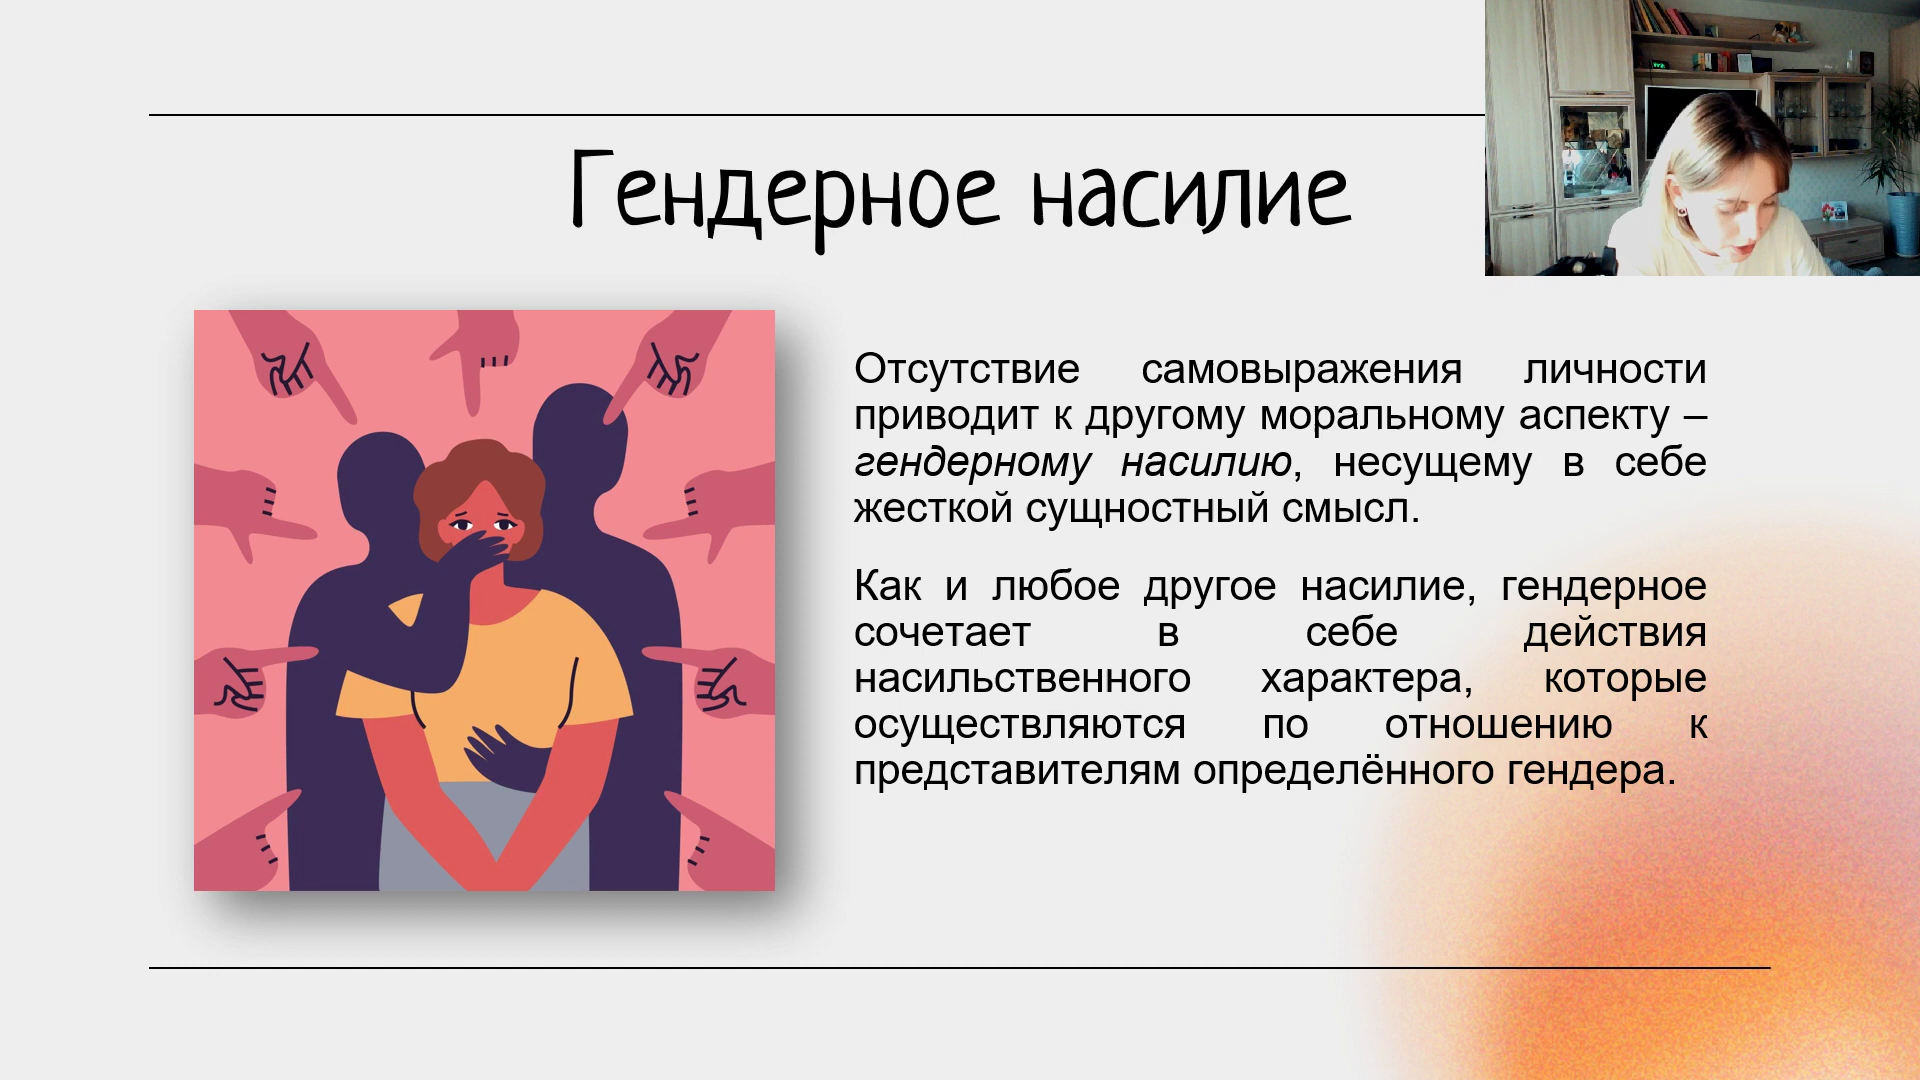 Гендерное насилие
Отсутствие самовыражения личности
приводит к другому моральному аспекту –
гендерному насилию, несущему в себе
жесткой сущностный смысл.
Как и любое другое насилие, гендерное
сочетает в себе действия
насильственного характера, которые
осуществляются по отношению к
представителям определённого гендера.